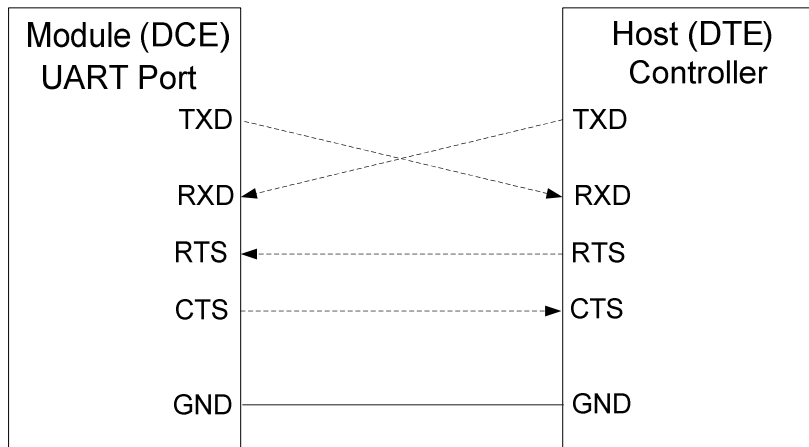 Module (DCE)
UART Port
TXD
RXD
RTS
CTS
GND
Host (DTE)
Controller
TXD
RXD
RTS
CTS
GND